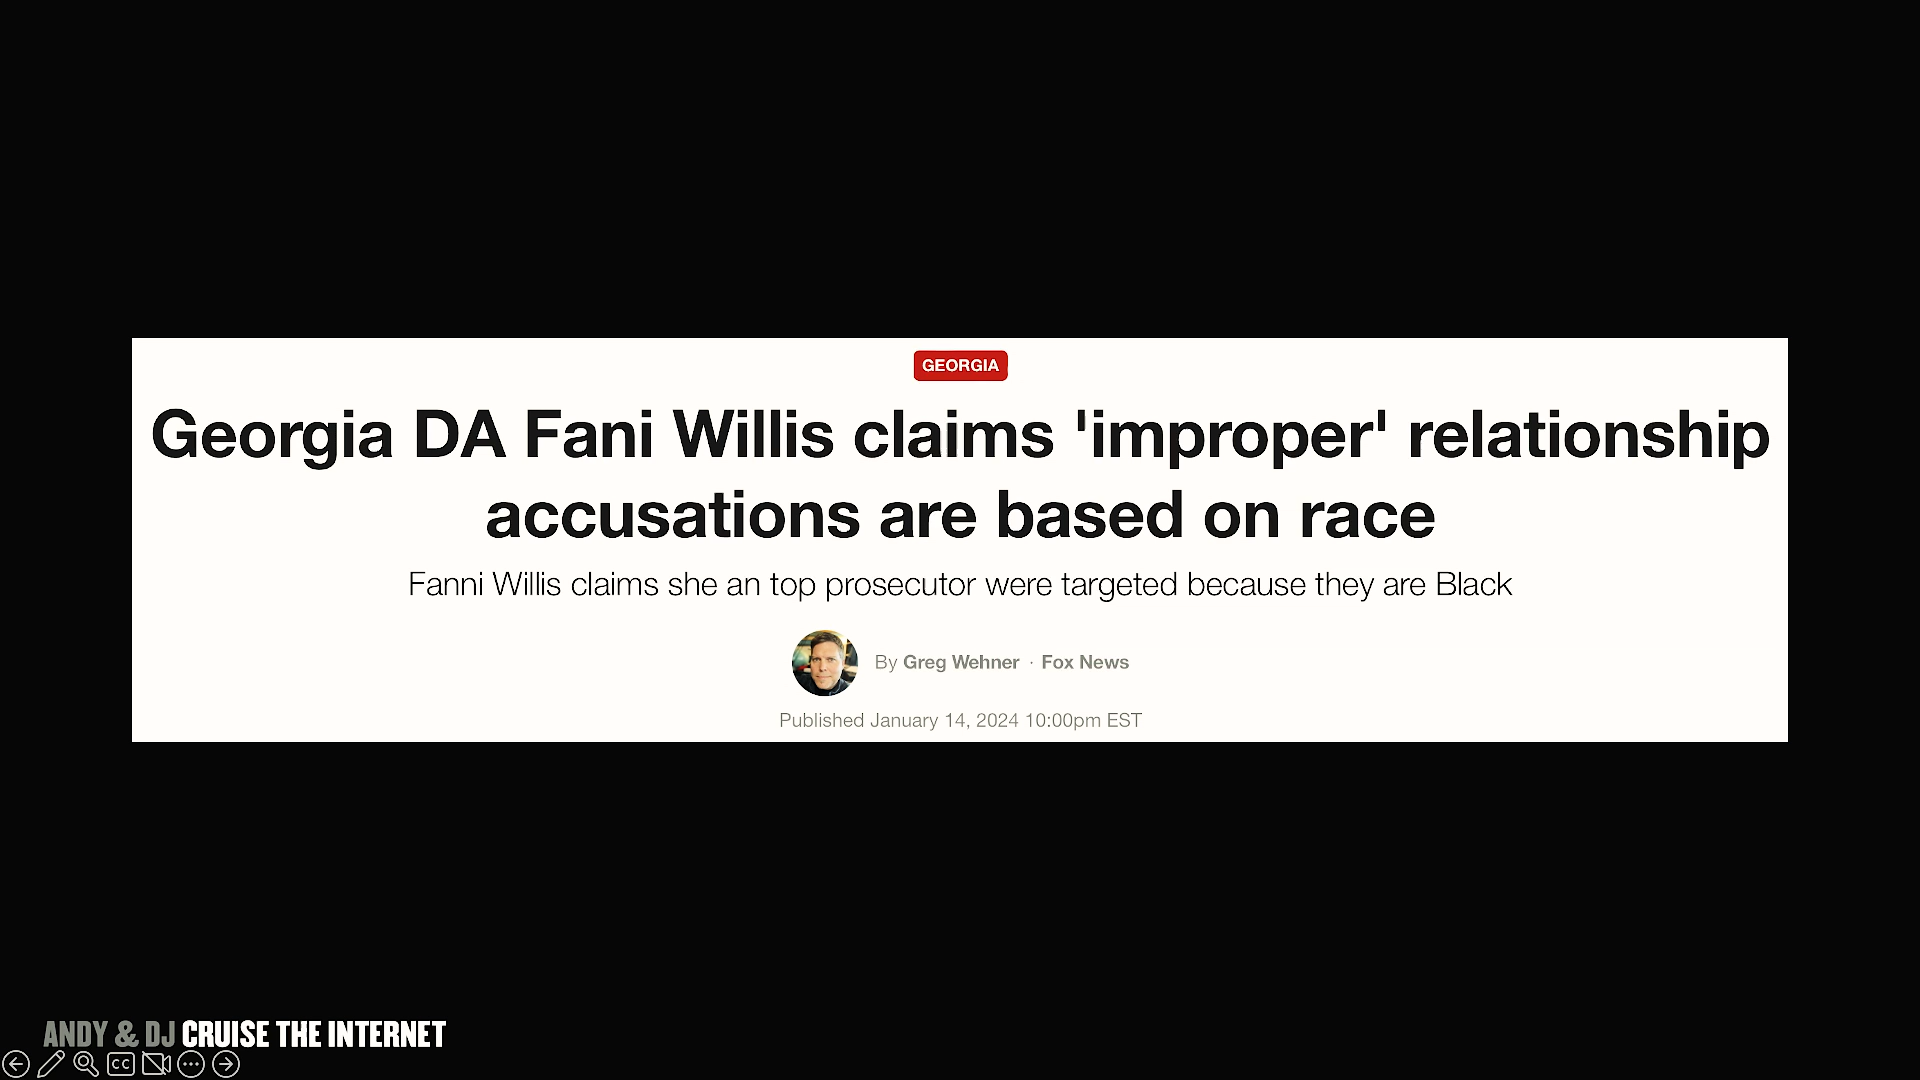 GEORGIA
Georgia DA Fani Willis claims 'improper' relationship
accusations are based on race
Fanni Willis claims she an top prosecutor were targeted because they are Black
By Greg Wehner · Fox News
Published January 14, 2024 10:00pm EST
ANDY & DJ CRUISE THE INTERNET
CC